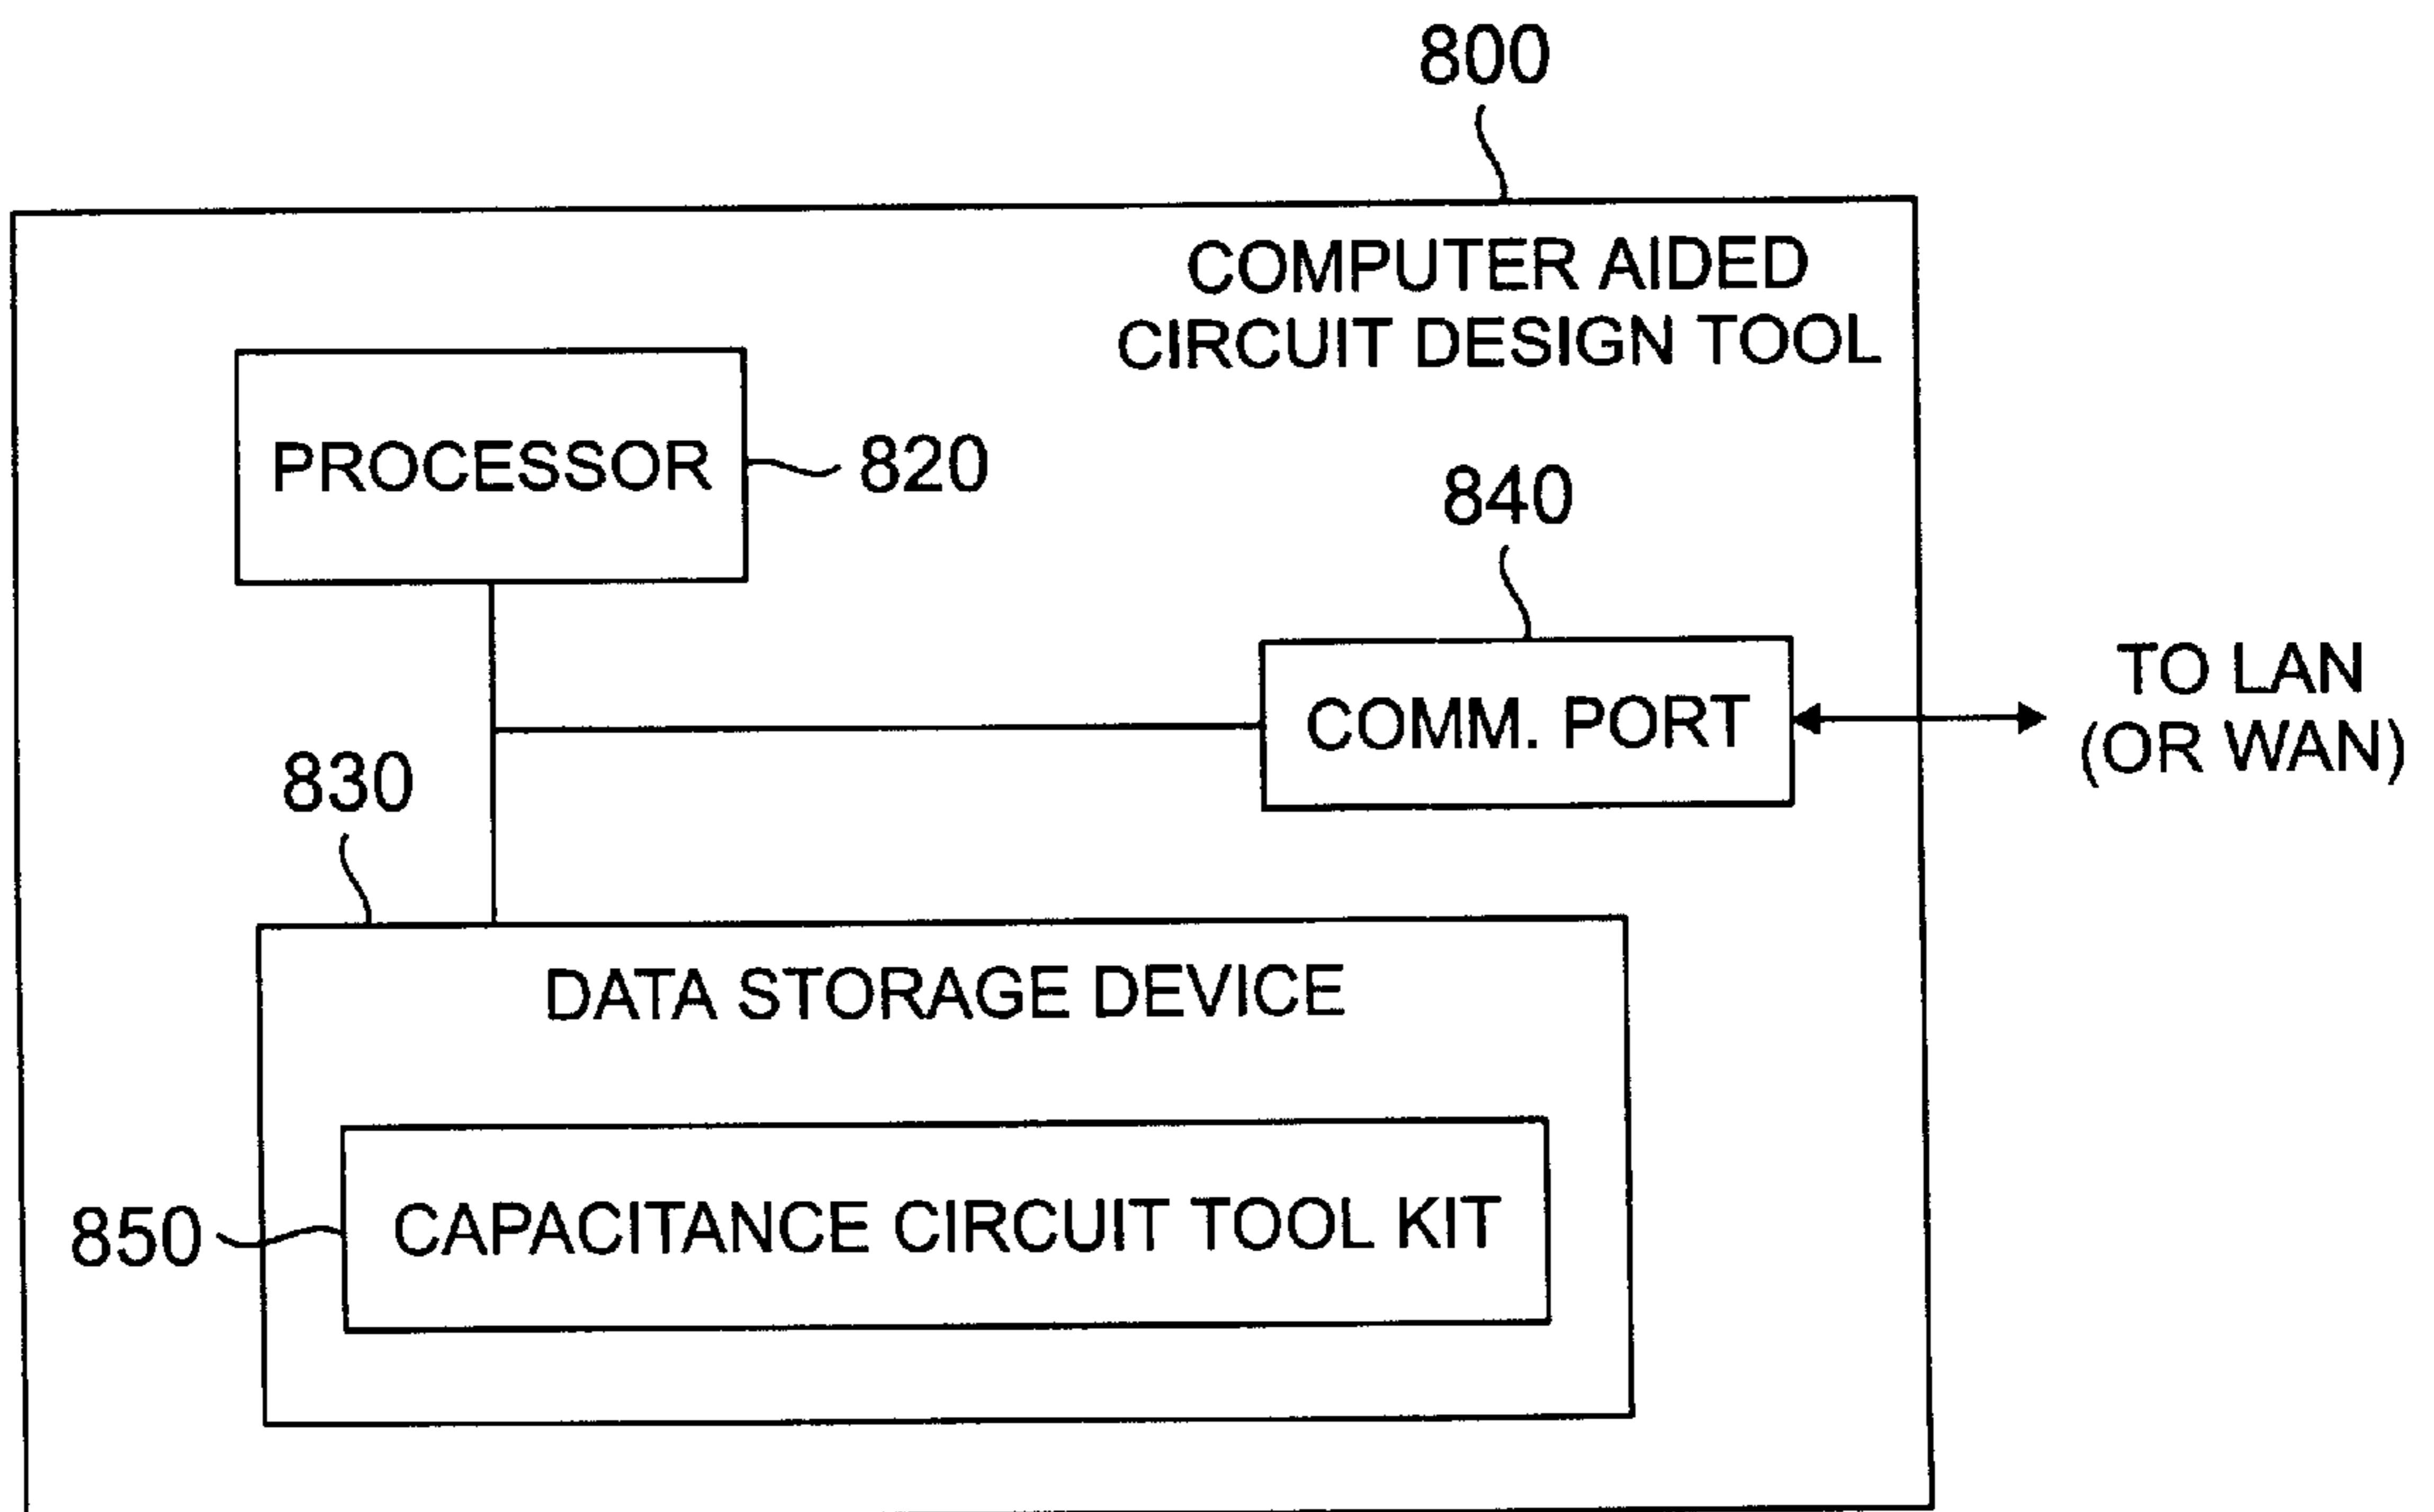 800
COMPUTER AIDED
CIRCUIT DESIGN TOOL
PROCESSOR
820
840
COMM. PORT
TO LAN
(OR WAN)
830
DATA STORAGE DEVICE
850
CAPACITANCE CIRCUIT TOOL KIT